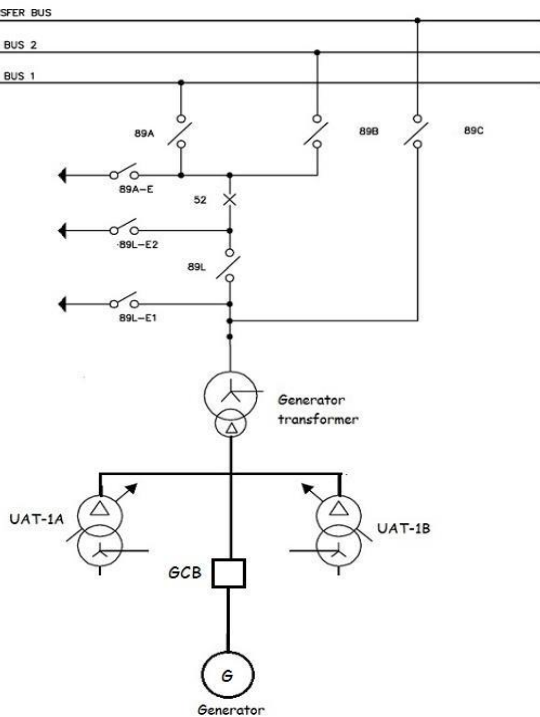 SFER BUS
BUS 2
BUS 1
89A
89B
89C
89A-E
52
89L-E2
89L
89L-E1
Generator
transformer
UAT-1A
UAT-1B
GCB
G
Generator